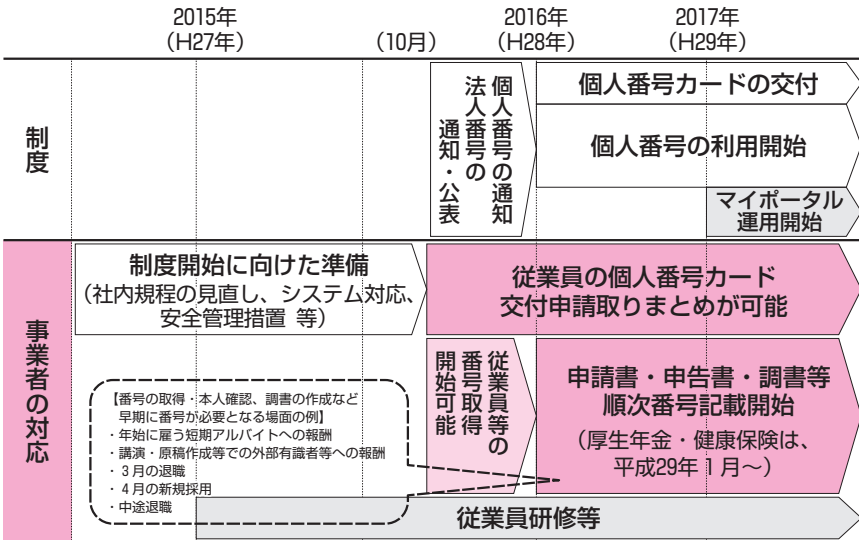 2015年
（H27年）
（10月）
2016年
（H28年）
2017年
（H29年）
制度
個人番号の通知
法人番号の
通知・公表
個人番号カードの交付
個人番号の利用開始
マイポータル
運用開始
事業者の対応
制度開始に向けた準備
（社内規程の見直し、システム対応、
安全管理措置 等）
従業員の個人番号カード
交付申請取りまとめが可能
従業員等の
番号取得
開始可能
申請書・申告書・調書等
順次番号記載開始
（厚生年金・健康保険は、
平成29年１月～）
【番号の取得・本人確認、調書の作成など
早期に番号が必要となる場面の例】
・年始に雇う短期アルバイトへの報酬
・講演・原稿作成等での外部有識者等への報酬
・３月の退職
・４月の新規採用
・中途退職
従業員研修等